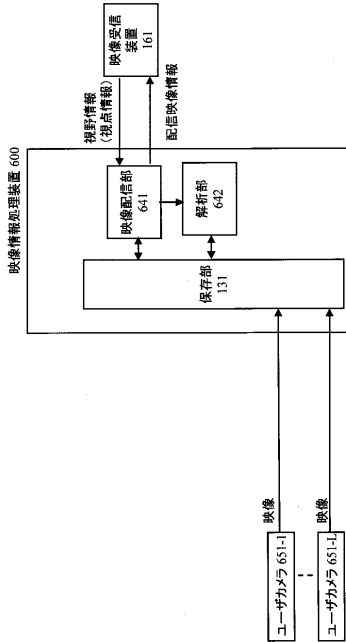 映像情報処理装置 600
ユーザカメラ 651-1
ユーザカメラ 651-L
映像
映像
保存部
131
映像配信部
641
解析部
642
視野情報
(視点情報)
配信映像情報
映像受信
装置
161